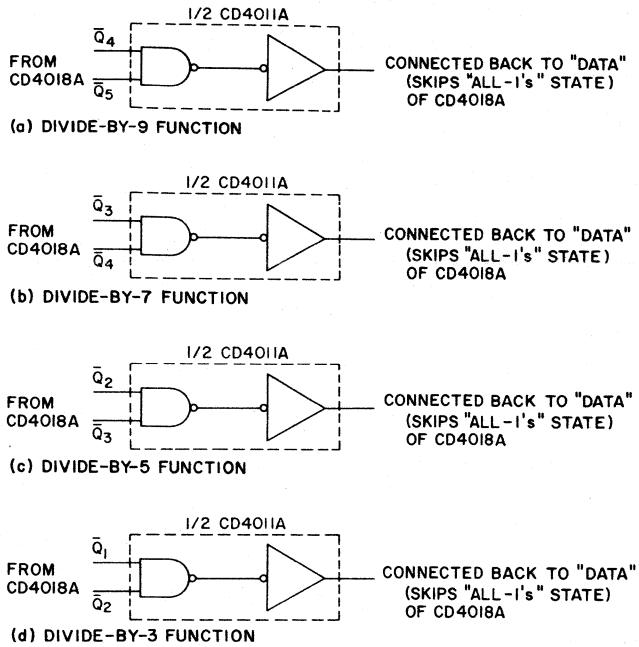 1/2 CD4011A
Q̅4
FROM
CD4018A
Q̅5
CONNECTED BACK TO "DATA"
(SKIPS "ALL-1's" STATE)
OF CD4018A
(a) DIVIDE-BY-9 FUNCTION
1/2 CD4011A
Q̅3
FROM
CD4018A
Q̅4
CONNECTED BACK TO "DATA"
(SKIPS "ALL-1's" STATE)
OF CD4018A
(b) DIVIDE-BY-7 FUNCTION
1/2 CD4011A
Q̅2
FROM
CD4018A
Q̅3
CONNECTED BACK TO "DATA"
(SKIPS "ALL-1's" STATE)
OF CD4018A
(c) DIVIDE-BY-5 FUNCTION
1/2 CD4011A
Q̅1
FROM
CD4018A
Q̅2
CONNECTED BACK TO "DATA"
(SKIPS "ALL-1's" STATE)
OF CD4018A
(d) DIVIDE-BY-3 FUNCTION